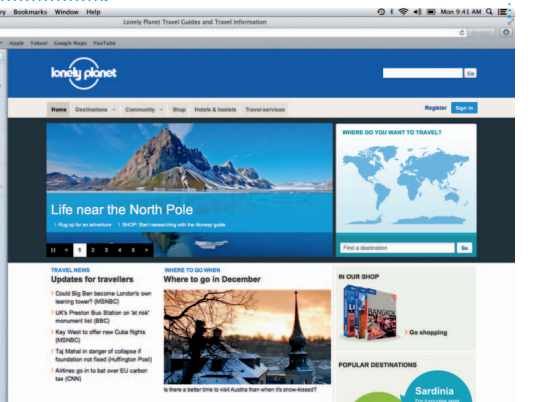 ry Bookmarks Window Help
Mon 9:41 AM
Lonely Planet Travel Guides and Travel Information
Apple Yahoo! Google Maps YouTube
lonely planet
Go
Home Destinations Community Shop Hotels & hostels Travel services
Register Sign in
WHERE DO YOU WANT TO TRAVEL?
Life near the North Pole
Rug up for an adventure SHOP: Start researching with the Norway guide
1 2 3 4 5
Find a destination Go
TRAVEL NEWS
Updates for travellers
Could Big Ben become London's own
leaning tower? (MSNBC)
UK's Preston Bus Station on 'at risk'
monument list (BBC)
Key West to offer new Cuba flights
(MSNBC)
Taj Mahal in danger of collapse if
foundation not fixed (Huffington Post)
Airlines go in to bat over EU carbon
tax (CNN)
WHERE TO GO WHEN
Where to go in December
Is there a better time to visit Austria than when it's snow-kissed?
IN OUR SHOP
BANGKOK
Go shopping
POPULAR DESTINATIONS
Sardinia